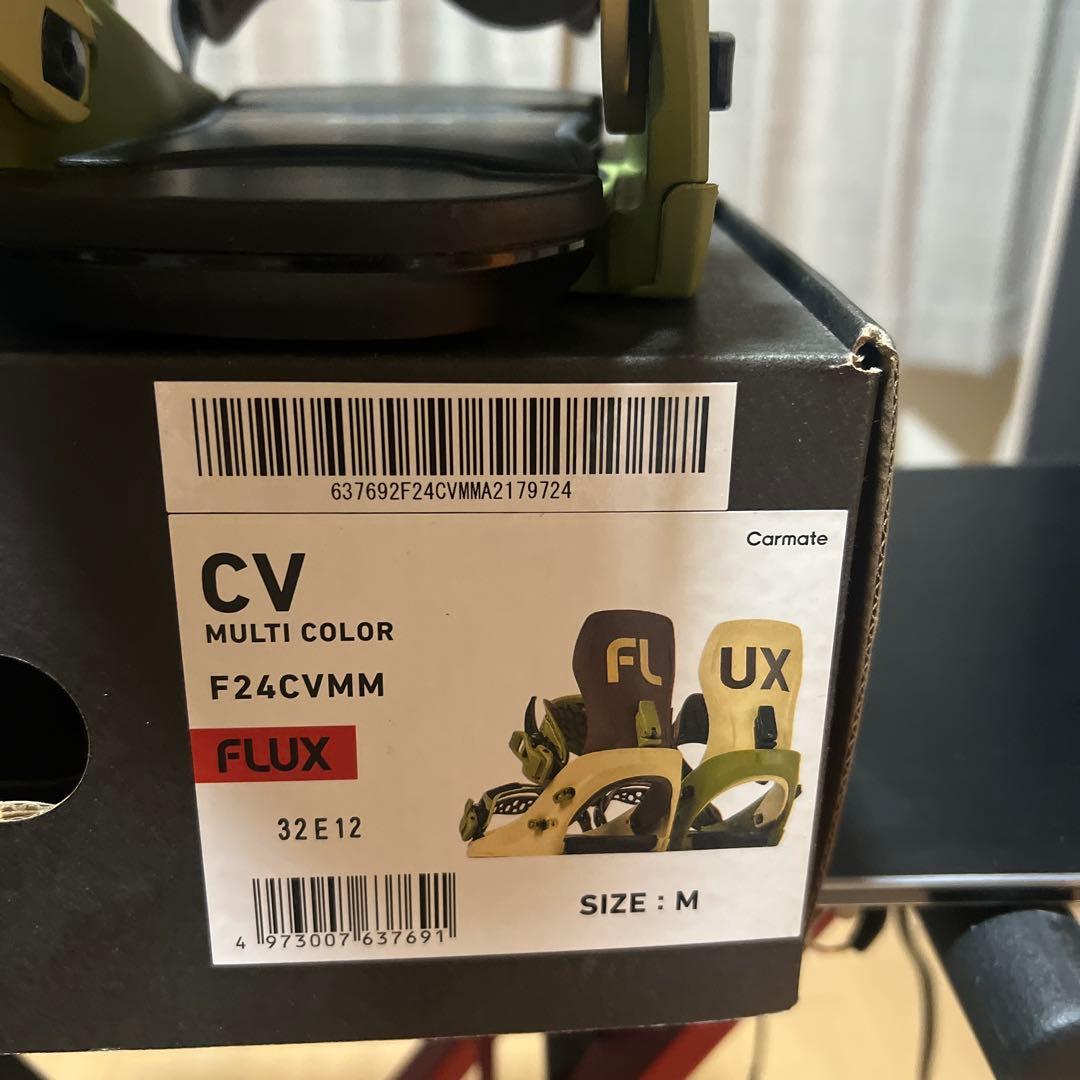 637692F24CVMMA2179724
Carmate
CV
MULTI COLOR
F24CVMM
FL UX
FLUX
32E12
SIZE : M
4 973007 637691